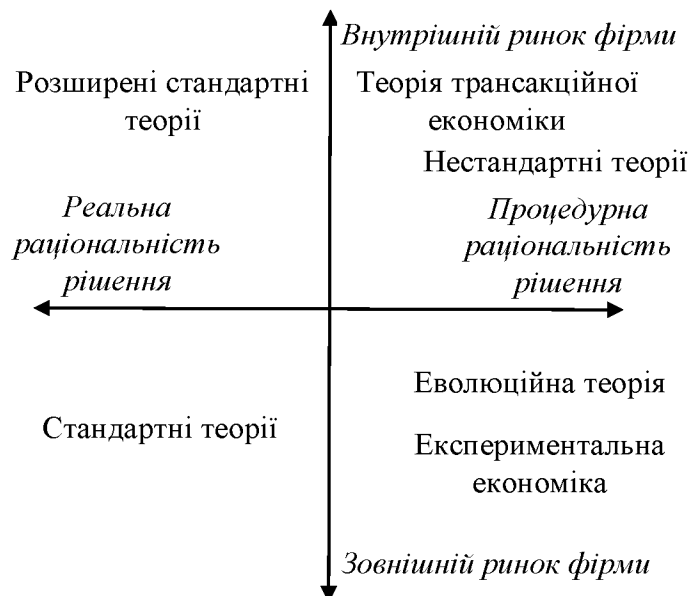 Внутрішній ринок фірми
Розширені стандартні
теорії
Теорія трансакційної
економіки
Нестандартні теорії
Реальна
раціональність
рішення
Процедурна
раціональність
рішення
Стандартні теорії
Еволюційна теорія
Експериментальна
економіка
Зовнішній ринок фірми